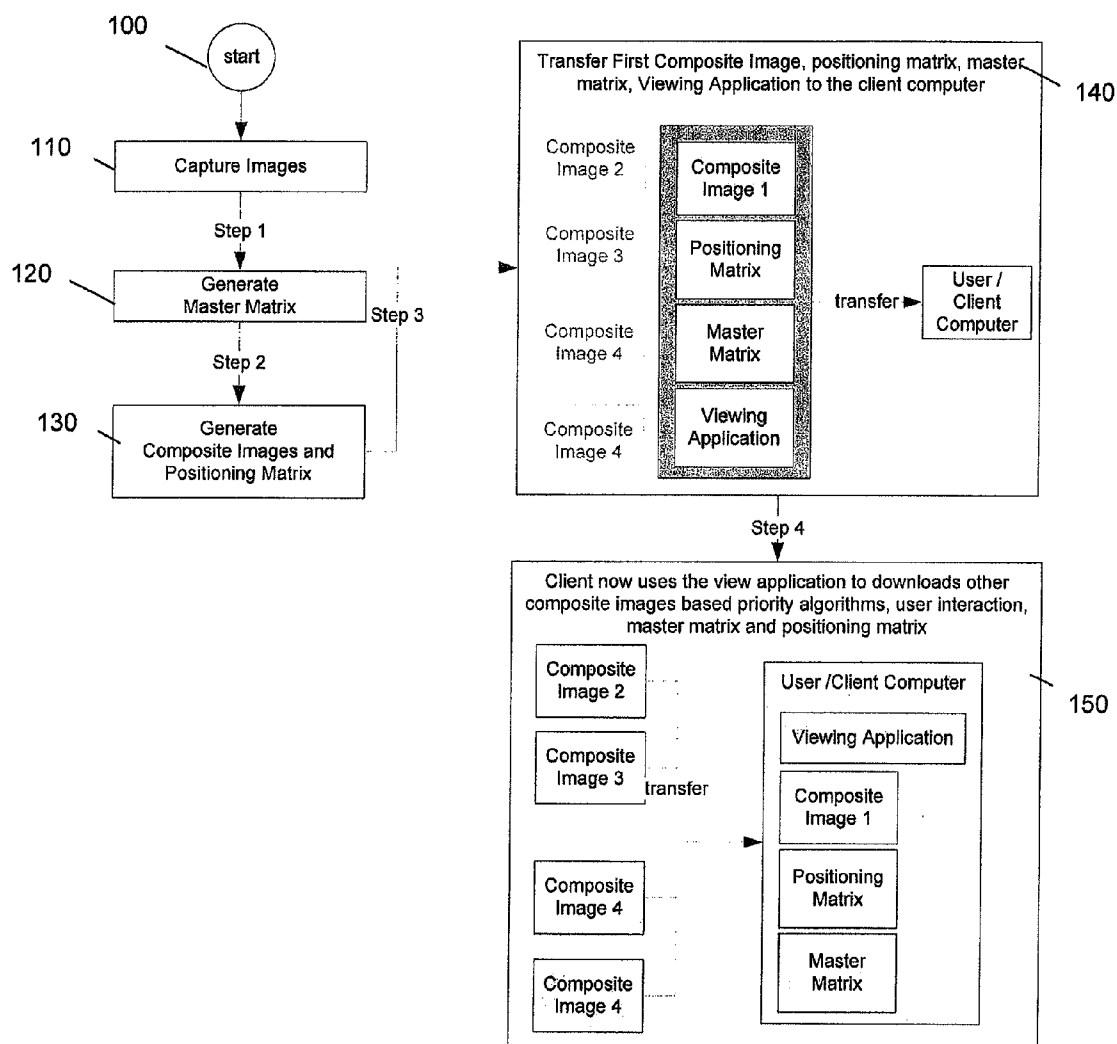 100
start
110
Capture Images
Step 1
120
Generate
Master Matrix
Step 3
Step 2
130
Generate
Composite Images and
Positioning Matrix
Transfer First Composite Image, positioning matrix, master
matrix, Viewing Application to the client computer
140
Composite
Image 2
Composite
Image 3
Composite
Image 4
Composite
Image 4
Composite
Image 1
Positioning
Matrix
Master
Matrix
Viewing
Application
transfer
User /
Client
Computer
Step 4
Client now uses the view application to downloads other
composite images based priority algorithms, user interaction,
master matrix and positioning matrix
150
Composite
Image 2
Composite
Image 3
transfer
Composite
Image 4
Composite
Image 4
User /Client Computer
Viewing Application
Composite
Image 1
Positioning
Matrix
Master
Matrix